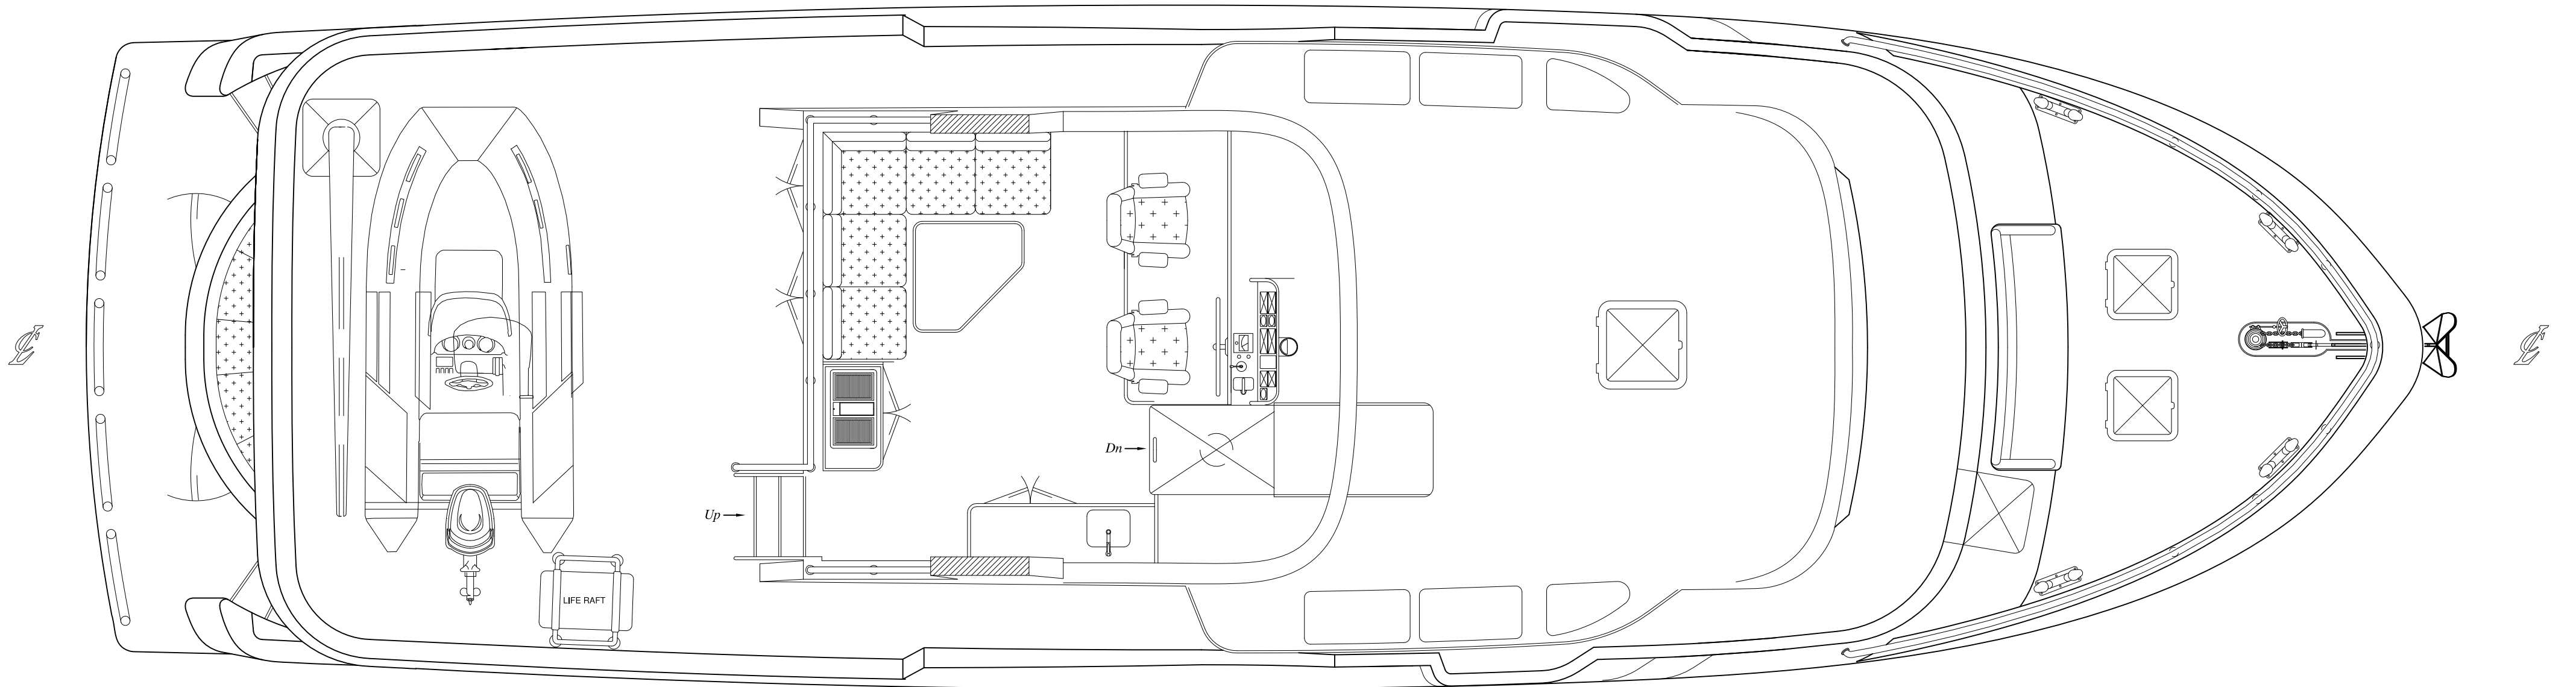 ℄
℄
Dn
Up
LIFE RAFT